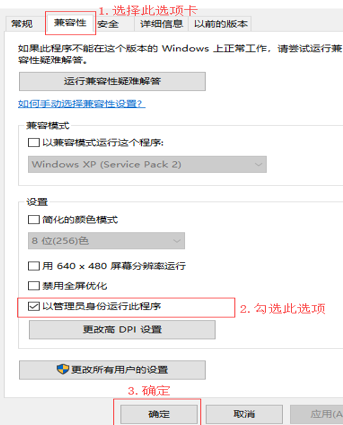 1. 选择此选项卡
常规 兼容性 安全 详细信息 以前的版本
如果此程序不能在这个版本的 Windows 上正常工作，请尝试运行兼
容性疑难解答。
运行兼容性疑难解答
如何手动选择兼容性设置?
兼容模式
以兼容模式运行这个程序:
Windows XP (Service Pack 2)
设置
简化的颜色模式
8 位(256)色
用 640 x 480 屏幕分辨率运行
禁用全屏优化
以管理员身份运行此程序
2. 勾选此选项
更改高 DPI 设置
更改所有用户的设置
3. 确定
确定 取消 应用(A